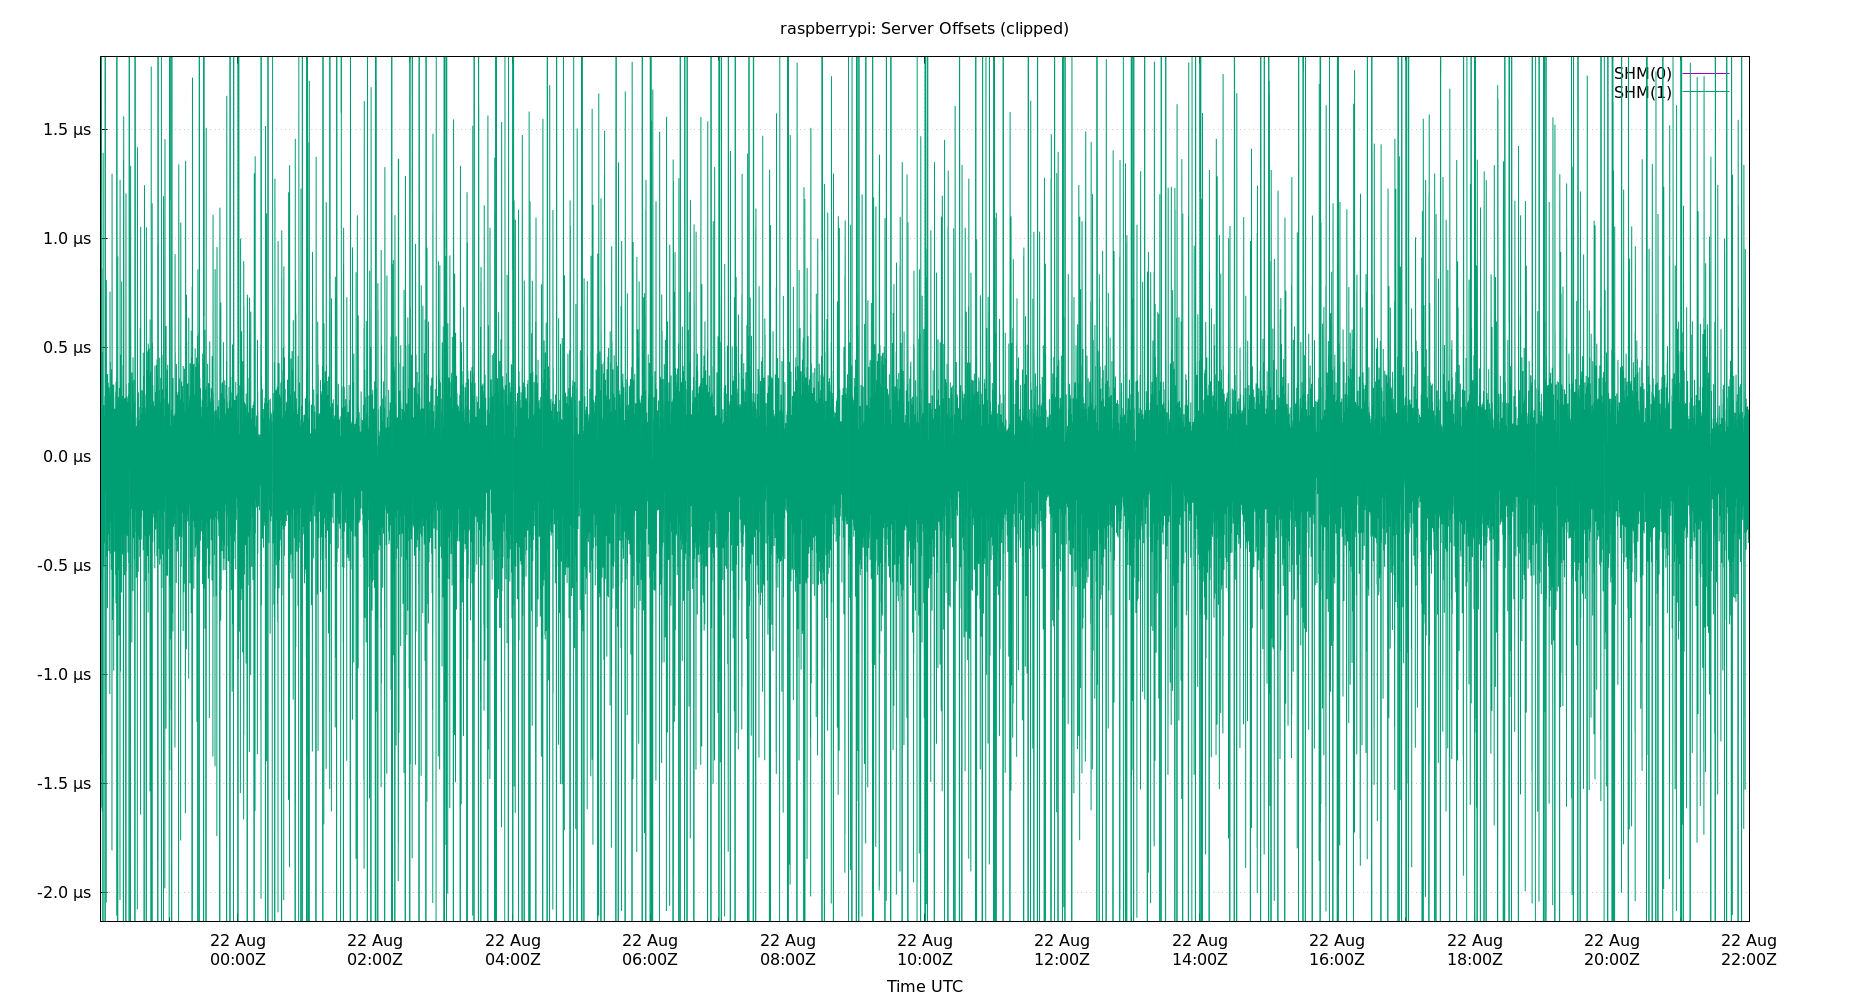 raspberrypi: Server Offsets (clipped)
SHM(0)
SHM(1)
1.5 μs
1.0 μs
0.5 μs
0.0 μs
-0.5 μs
-1.0 μs
-1.5 μs
-2.0 μs
22 Aug 22 Aug 22 Aug 22 Aug 22 Aug 22 Aug 22 Aug 22 Aug 22 Aug 22 Aug 22 Aug 22 Aug
00:00Z 02:00Z 04:00Z 06:00Z 08:00Z 10:00Z 12:00Z 14:00Z 16:00Z 18:00Z 20:00Z 22:00Z
Time UTC